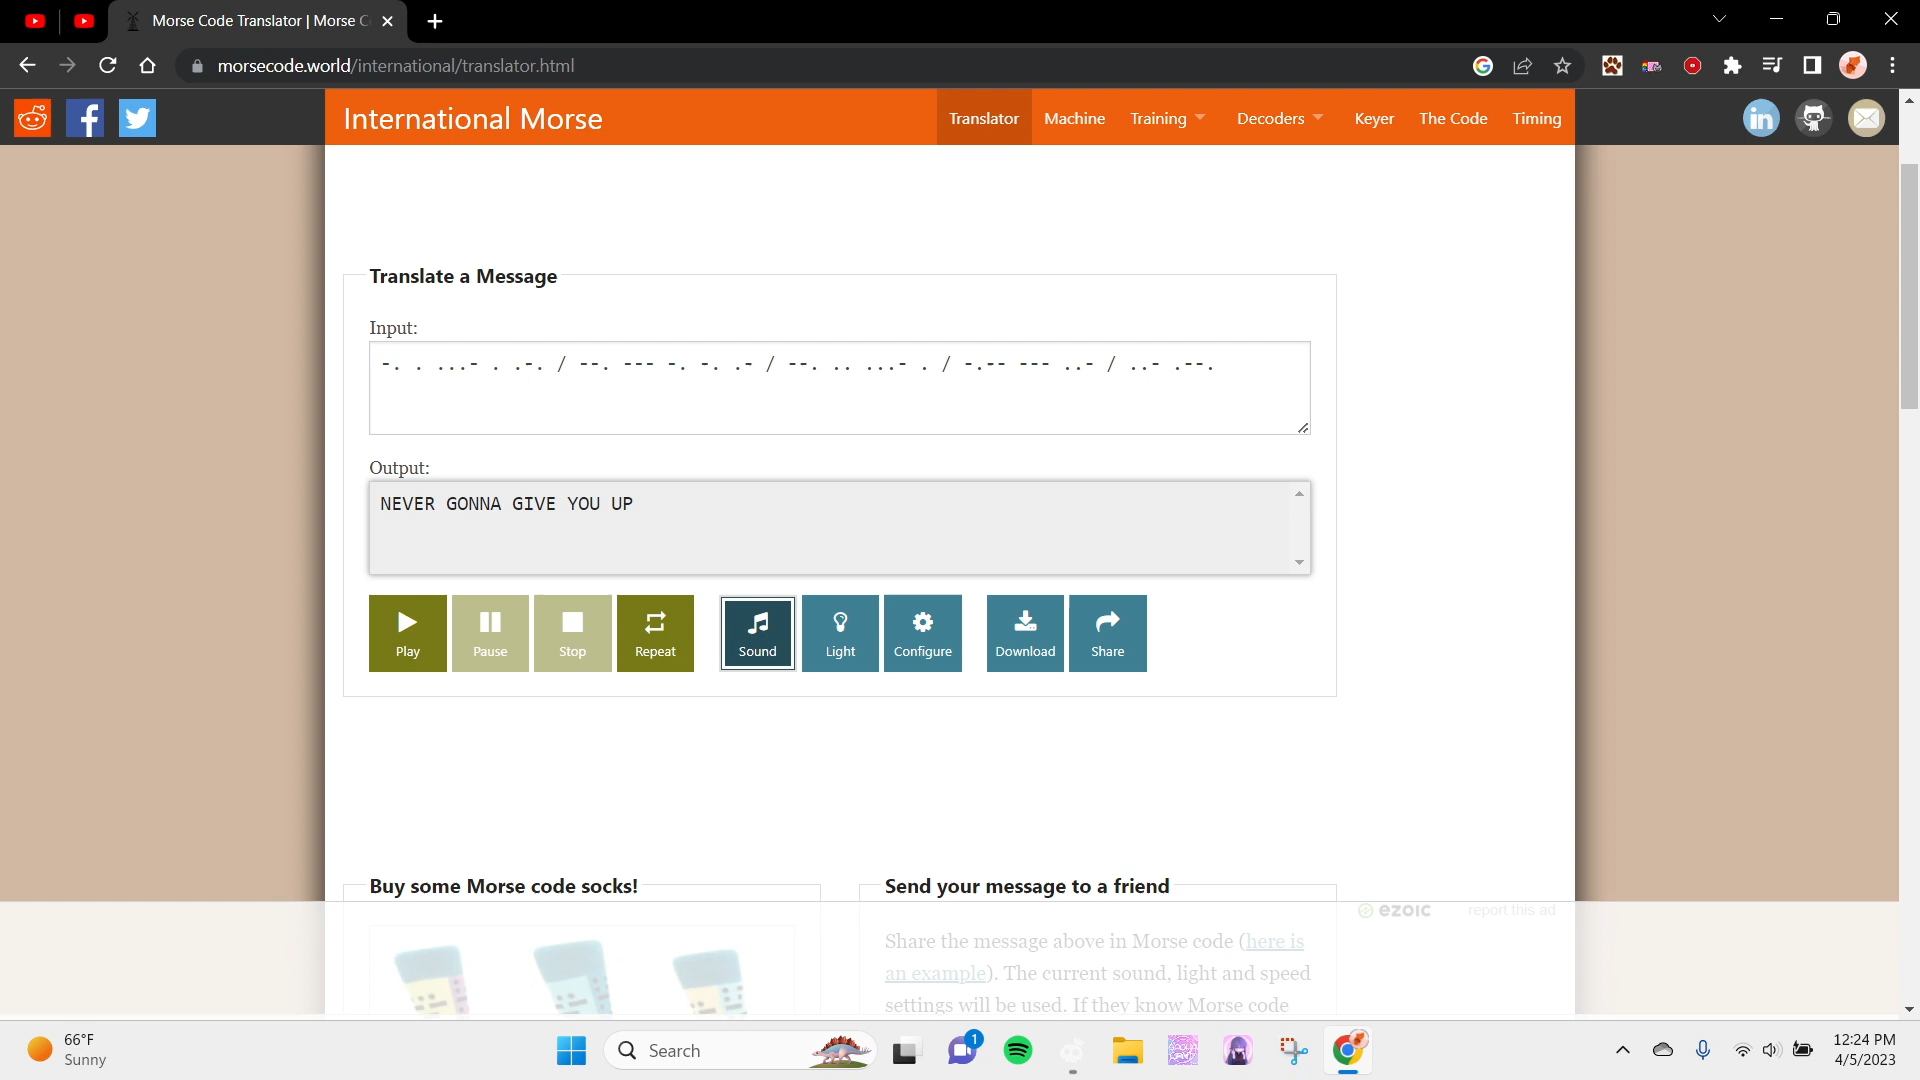 Morse Code Translator | Morse C
morsecode.world/international/translator.html
International Morse
Translator Machine Training Decoders Keyer The Code Timing
Translate a Message
Input:
-. . ...- . .-. / --. --- -. -. .- / --. .. ...- . / -.-- --- ..- / ..- .--.
Output:
NEVER GONNA GIVE YOU UP
Play Pause Stop Repeat Sound Light Configure Download Share
Buy some Morse code socks!
Send your message to a friend
ezoic report this ad
Share the message above in Morse code (here is
an example). The current sound, light and speed
settings will be used. If they know Morse code
66°F
Sunny
Search
1
12:24 PM
4/5/2023